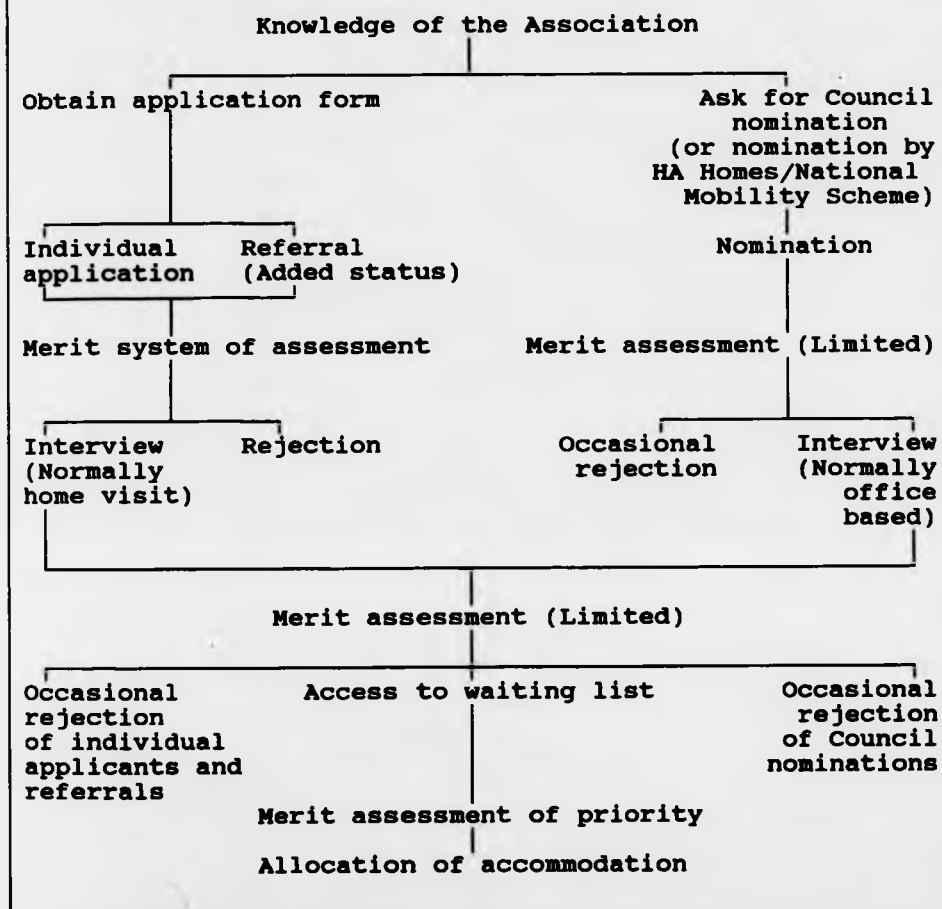 Knowledge of the Association
Obtain application form
Ask for Council
nomination
(or nomination by
HA Homes/National
Mobility Scheme)
Individual
application
Referral
(Added status)
Nomination
Merit system of assessment
Merit assessment (Limited)
Interview
(Normally
home visit)
Rejection
Occasional
rejection
Interview
(Normally
office
based)
Merit assessment (Limited)
Occasional
rejection
of individual
applicants and
referrals
Access to waiting list
Occasional
rejection
of Council
nominations
Merit assessment of priority
Allocation of accommodation